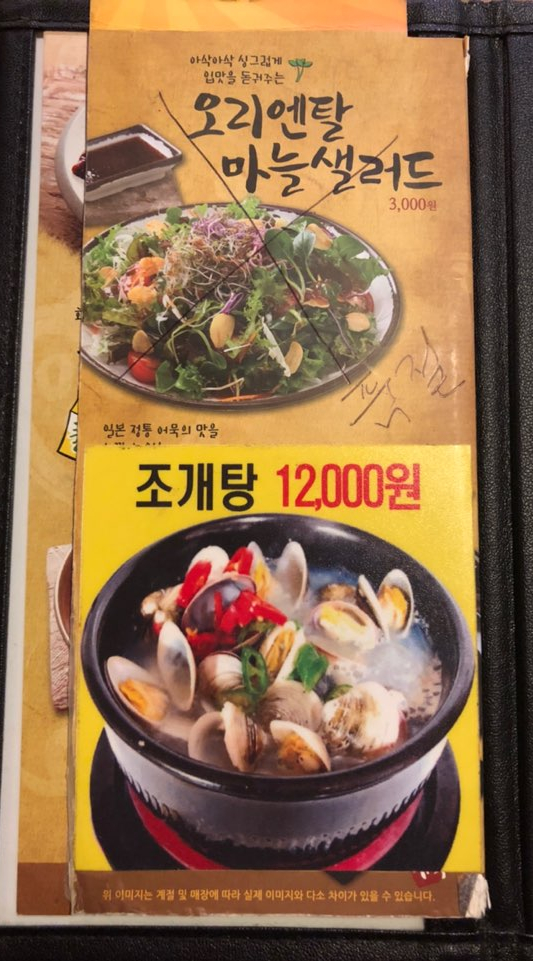 아삭아삭 싱그럽게
입맛을 돋궈주는
오리엔탈
마늘샐러드
3,000원
품절
일본 정통 어묵의 맛을
조개탕 12,000원
위 이미지는 계절 및 매장에 따라 실제 이미지와 다소 차이가 있을 수 있습니다.